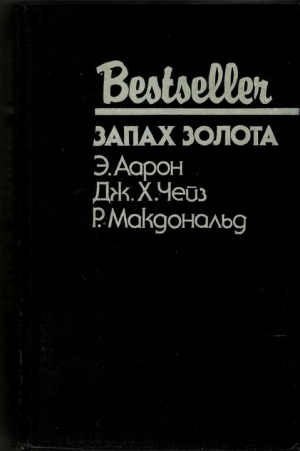 Bestseller
ЗАПАХ ЗОЛОТА
Э. Аарон
Дж. Х. Чейз
Р. Макдональд